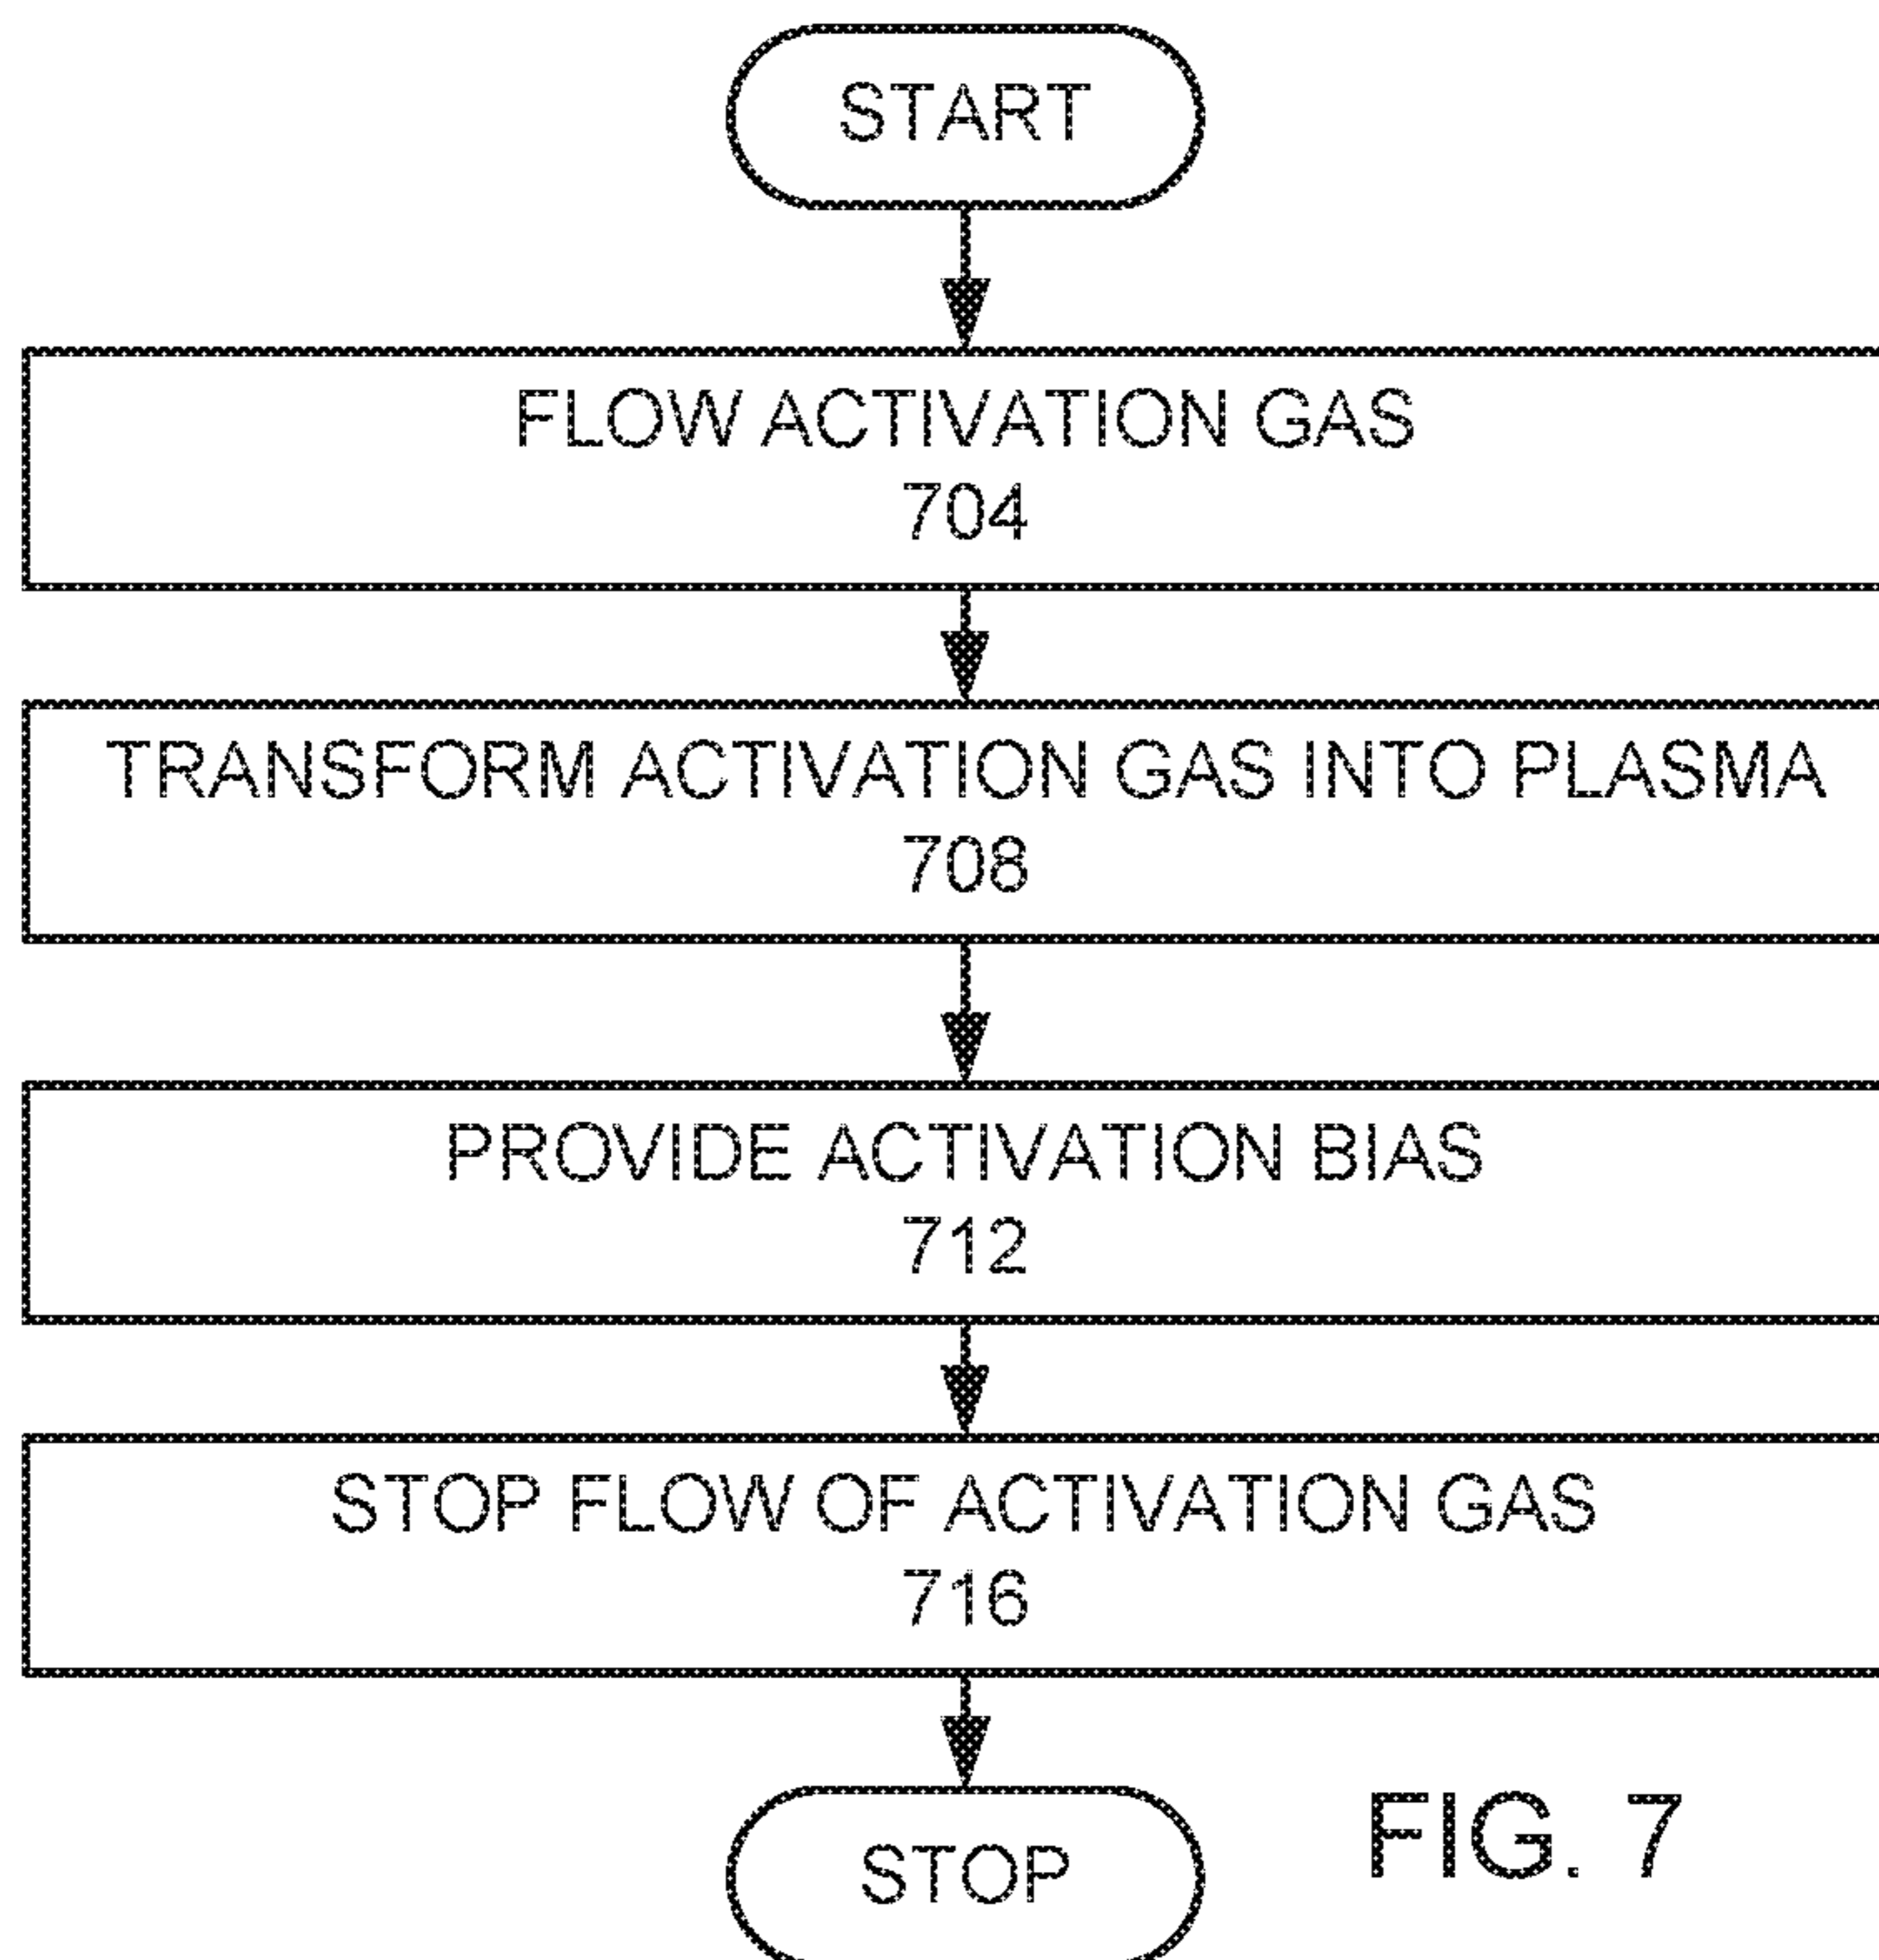 START
FLOW ACTIVATION GAS
704
TRANSFORM ACTIVATION GAS INTO PLASMA
708
PROVIDE ACTIVATION BIAS
712
STOP FLOW OF ACTIVATION GAS
716
STOP
FIG. 7